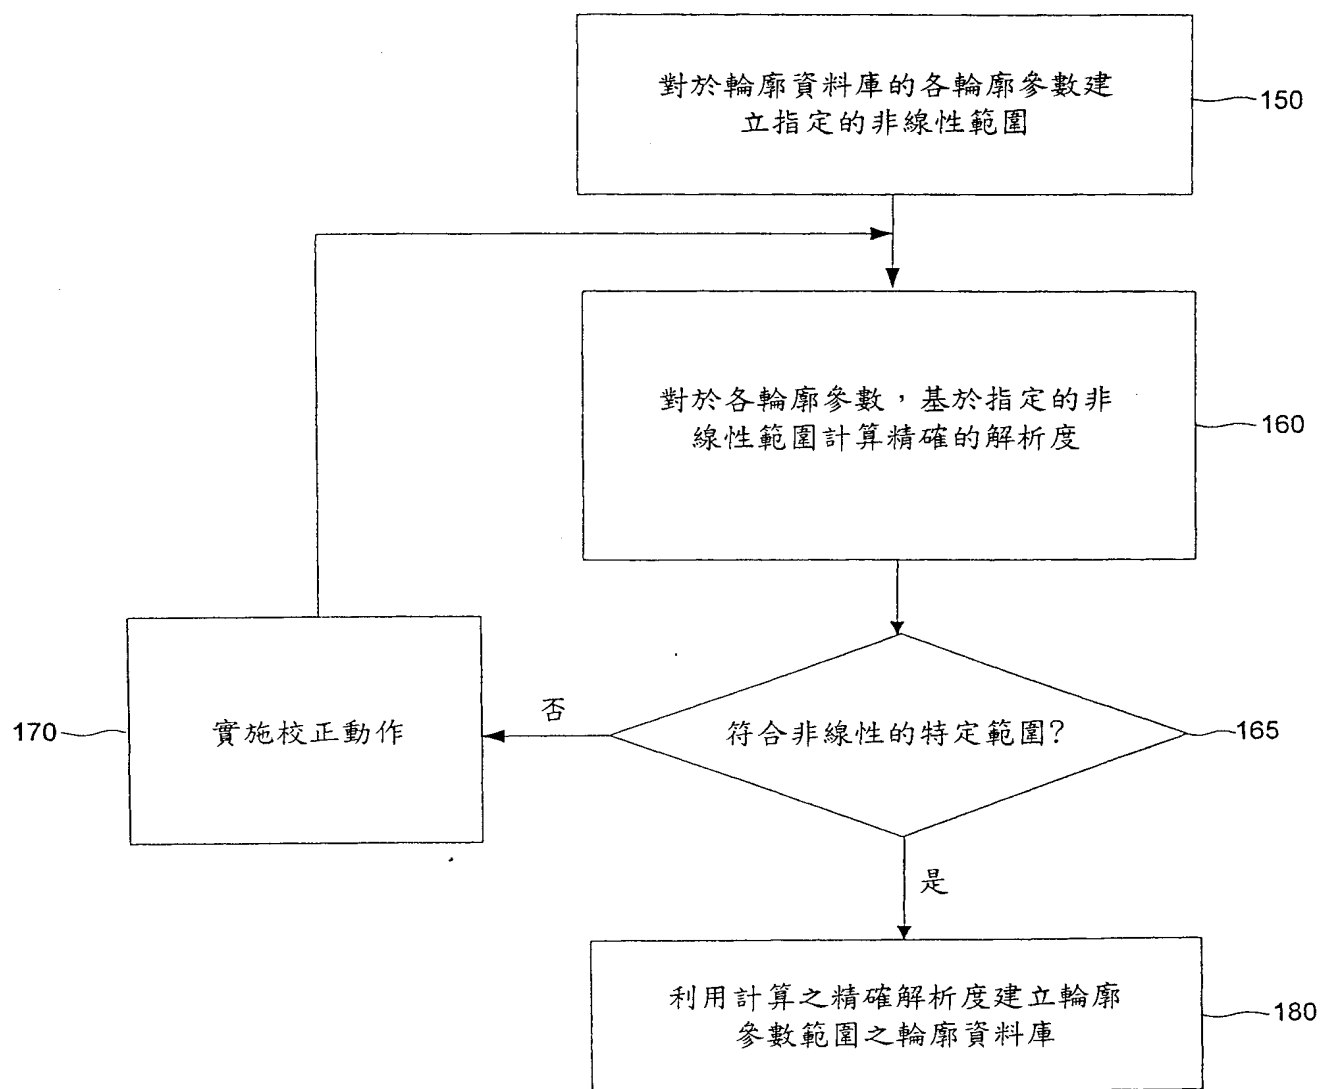 對於輪廓資料庫的各輪廓參數建
立指定的非線性範圍
150
對於各輪廓參數，基於指定的非
線性範圍計算精確的解析度
160
否
170
實施校正動作
符合非線性的特定範圍?
165
是
利用計算之精確解析度建立輪廓
參數範圍之輪廓資料庫
180